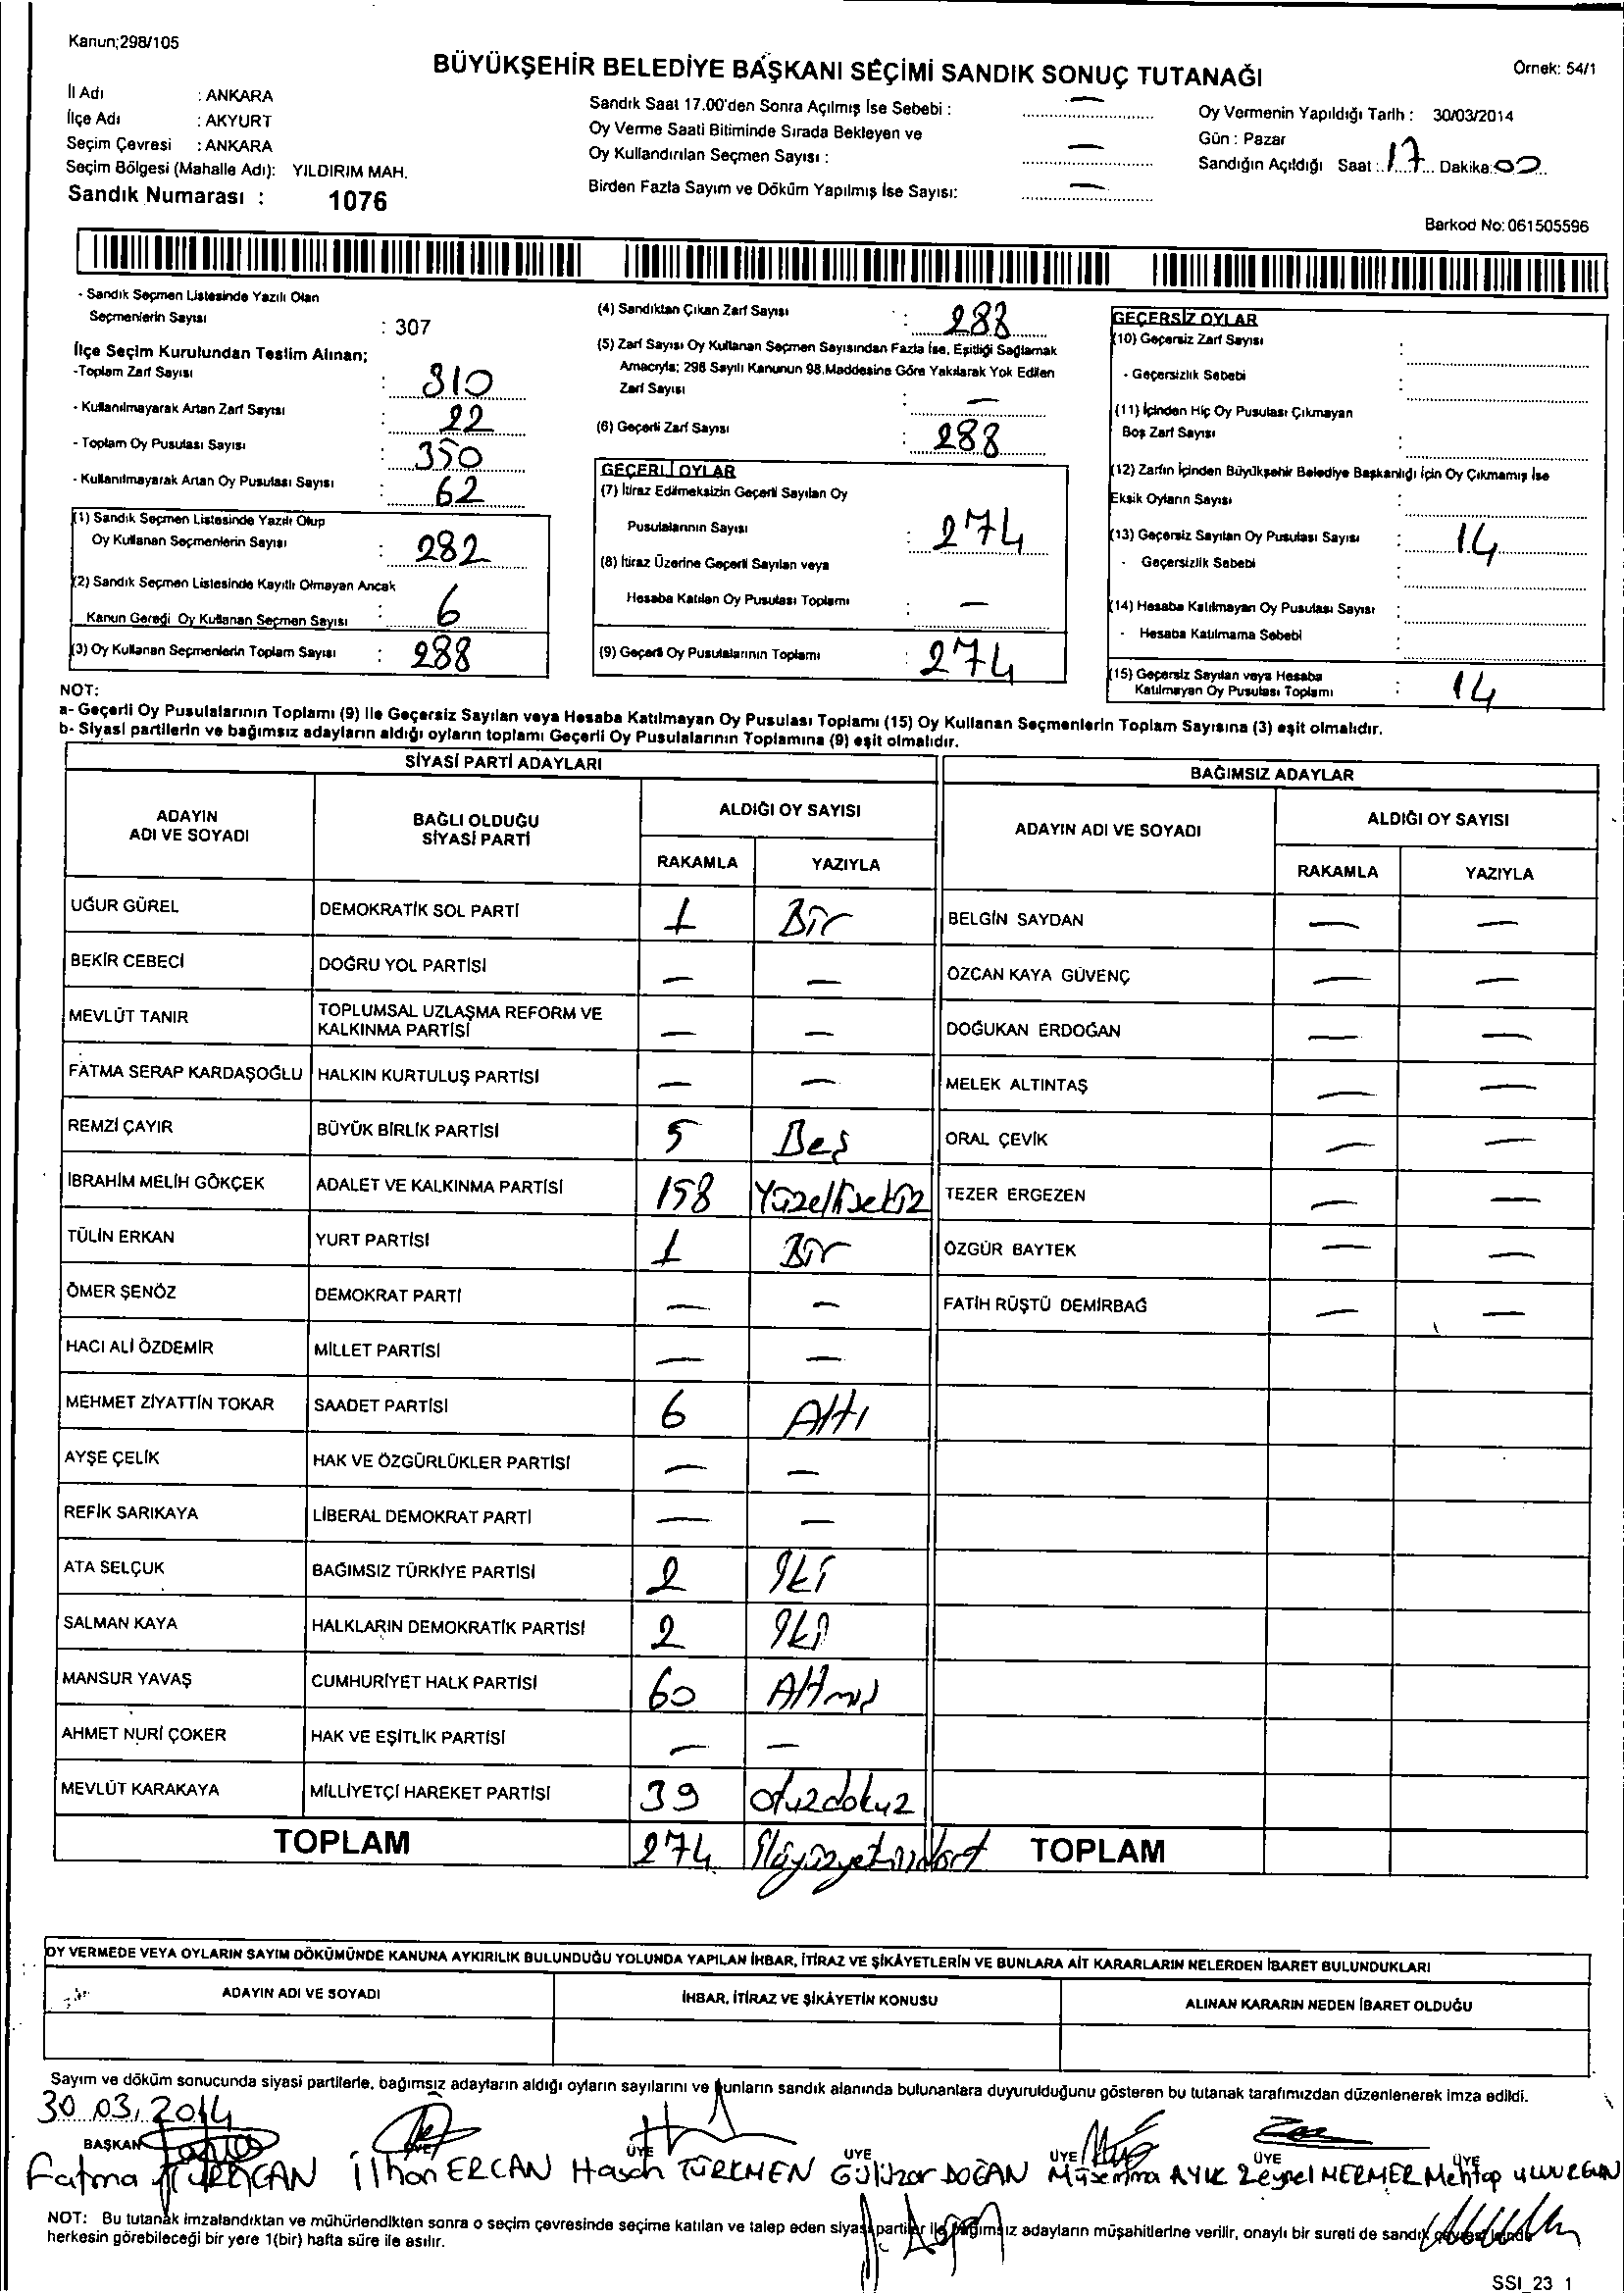 Kanun;298/105
BÜYÜKŞEHİR BELEDİYE BAŞKANI SEÇİMİ SANDIK SONUÇ TUTANAĞI
Örnek: 54/1
İl Adı : ANKARA
İlçe Adı : AKYURT
Seçim Çevresi : ANKARA
Seçim Bölgesi (Mahalle Adı): YILDIRIM MAH.
Sandık Numarası : 1076
Sandık Saat 17.00'den Sonra Açılmış İse Sebebi : —
Oy Verme Saati Bitiminde Sırada Bekleyen ve
Oy Kullandırılan Seçmen Sayısı : —
Birden Fazla Sayım ve Döküm Yapılmış İse Sayısı: —
Oy Vermenin Yapıldığı Tarih : 30/03/2014
Gün : Pazar
Sandığın Açıldığı Saat : 17 Dakika: 00
Barkod No: 061505596
- Sandık Seçmen Listesinde Yazılı Olan
Seçmenlerin Sayısı : 307
İlçe Seçim Kurulundan Teslim Alınan;
-Toplam Zarf Sayısı : 310
- Kullanılmayarak Artan Zarf Sayısı : 22
- Toplam Oy Pusulası Sayısı : 350
- Kullanılmayarak Artan Oy Pusulası Sayısı : 62
(1) Sandık Seçmen Listesinde Yazılı Olup
Oy Kullanan Seçmenlerin Sayısı : 282
(2) Sandık Seçmen Listesinde Kayıtlı Olmayan Ancak
Kanun Gereği Oy Kullanan Seçmen Sayısı : 6
(3) Oy Kullanan Seçmenlerin Toplam Sayısı : 288
(4) Sandıktan Çıkan Zarf Sayısı : 288
(5) Zarf Sayısı Oy Kullanan Seçmen Sayısından Fazla İse, Eşitliği Sağlamak
Amacıyla; 298 Sayılı Kanunun 98.Maddesine Göre Yakılarak Yok Edilen
Zarf Sayısı : —
(6) Geçerli Zarf Sayısı : 288
GEÇERLİ OYLAR
(7) İtiraz Edilmeksizin Geçerli Sayılan Oy
Pusulalarının Sayısı : 274
(8) İtiraz Üzerine Geçerli Sayılan veya
Hesaba Katılan Oy Pusulası Toplamı : —
(9) Geçerli Oy Pusulalarının Toplamı : 274
GEÇERSİZ OYLAR
(10) Geçersiz Zarf Sayısı :
- Geçersizlik Sebebi :
(11) İçinden Hiç Oy Pusulası Çıkmayan
Boş Zarf Sayısı :
(12) Zarfın İçinden Büyükşehir Belediye Başkanlığı için Oy Çıkmamış ise
Eksik Oyların Sayısı :
(13) Geçersiz Sayılan Oy Pusulası Sayısı : 14
- Geçersizlik Sebebi :
(14) Hesaba Katılmayan Oy Pusulası Sayısı :
- Hesaba Katılmama Sebebi :
(15) Geçersiz Sayılan veya Hesaba
Katılmayan Oy Pusulası Toplamı : 14
NOT:
a- Geçerli Oy Pusulalarının Toplamı (9) İle Geçersiz Sayılan veya Hesaba Katılmayan Oy Pusulası Toplamı (15) Oy Kullanan Seçmenlerin Toplam Sayısına (3) eşit olmalıdır.
b- Siyasi partilerin ve bağımsız adayların aldığı oyların toplamı Geçerli Oy Pusulalarının Toplamına (9) eşit olmalıdır.
SİYASİ PARTİ ADAYLARI
BAĞIMSIZ ADAYLAR
ADAYIN ADI VE SOYADI
BAĞLI OLDUĞU SİYASİ PARTİ
ALDIĞI OY SAYISI
RAKAMLA YAZIYLA
ADAYIN ADI VE SOYADI
ALDIĞI OY SAYISI
RAKAMLA YAZIYLA
UĞUR GÜREL DEMOKRATİK SOL PARTİ 1 Bir BELGİN SAYDAN — —
BEKİR CEBECİ DOĞRU YOL PARTİSİ — — ÖZCAN KAYA GÜVENÇ — —
MEVLÜT TANIR TOPLUMSAL UZLAŞMA REFORM VE KALKINMA PARTİSİ — — DOĞUKAN ERDOĞAN — —
FATMA SERAP KARDAŞOĞLU HALKIN KURTULUŞ PARTİSİ — — MELEK ALTINTAŞ — —
REMZİ ÇAYIR BÜYÜK BİRLİK PARTİSİ 5 Beş ORAL ÇEVİK — —
İBRAHİM MELİH GÖKÇEK ADALET VE KALKINMA PARTİSİ 158 Yüzellisekiz TEZER ERGEZEN — —
TÜLİN ERKAN YURT PARTİSİ 1 Bir ÖZGÜR BAYTEK — —
ÖMER ŞENÖZ DEMOKRAT PARTİ — — FATİH RÜŞTÜ DEMİRBAĞ — —
HACI ALİ ÖZDEMİR MİLLET PARTİSİ — —
MEHMET ZİYATTİN TOKAR SAADET PARTİSİ 6 Altı
AYŞE ÇELİK HAK VE ÖZGÜRLÜKLER PARTİSİ — —
REFİK SARIKAYA LİBERAL DEMOKRAT PARTİ — —
ATA SELÇUK BAĞIMSIZ TÜRKİYE PARTİSİ 2 İki
SALMAN KAYA HALKLARIN DEMOKRATİK PARTİSİ 2 İki
MANSUR YAVAŞ CUMHURİYET HALK PARTİSİ 60 Altmış
AHMET NURİ ÇOKER HAK VE EŞİTLİK PARTİSİ — —
MEVLÜT KARAKAYA MİLLİYETÇİ HAREKET PARTİSİ 39 otuzdokuz
TOPLAM 274 İkiyüzyetmişdört TOPLAM
OY VERMEDE VEYA OYLARIN SAYIM DÖKÜMÜNDE KANUNA AYKIRILIK BULUNDUĞU YOLUNDA YAPILAN İHBAR, İTİRAZ VE ŞİKÂYETLERİN VE BUNLARA AİT KARARLARIN NELERDEN İBARET BULUNDUKLARI
ADAYIN ADI VE SOYADI İHBAR, İTİRAZ VE ŞİKÂYETİN KONUSU ALINAN KARARIN NEDEN İBARET OLDUĞU
Sayım ve döküm sonucunda siyasi partilerle, bağımsız adayların aldığı oyların sayılarını ve bunların sandık alanında bulunanlara duyurulduğunu gösteren bu tutanak tarafımızdan düzenlenerek imza edildi.
30 03, 2014
BAŞKAN ÜYE ÜYE ÜYE ÜYE ÜYE ÜYE
Fatma İlhan ERCAN Hasan TÜRKMEN Gülüzar DOĞAN Müsemma AYIK Zeynel MERMER Mehtap
NOT: Bu tutanak imzalandıktan ve mühürlendikten sonra o seçim çevresinde seçime katılan ve talep eden siyasi partiler ile bağımsız adayların müşahitlerine verilir, onaylı bir sureti de sandık çevresi içinde
herkesin görebileceği bir yere 1(bir) hafta süre ile asılır.
SSI_23 1